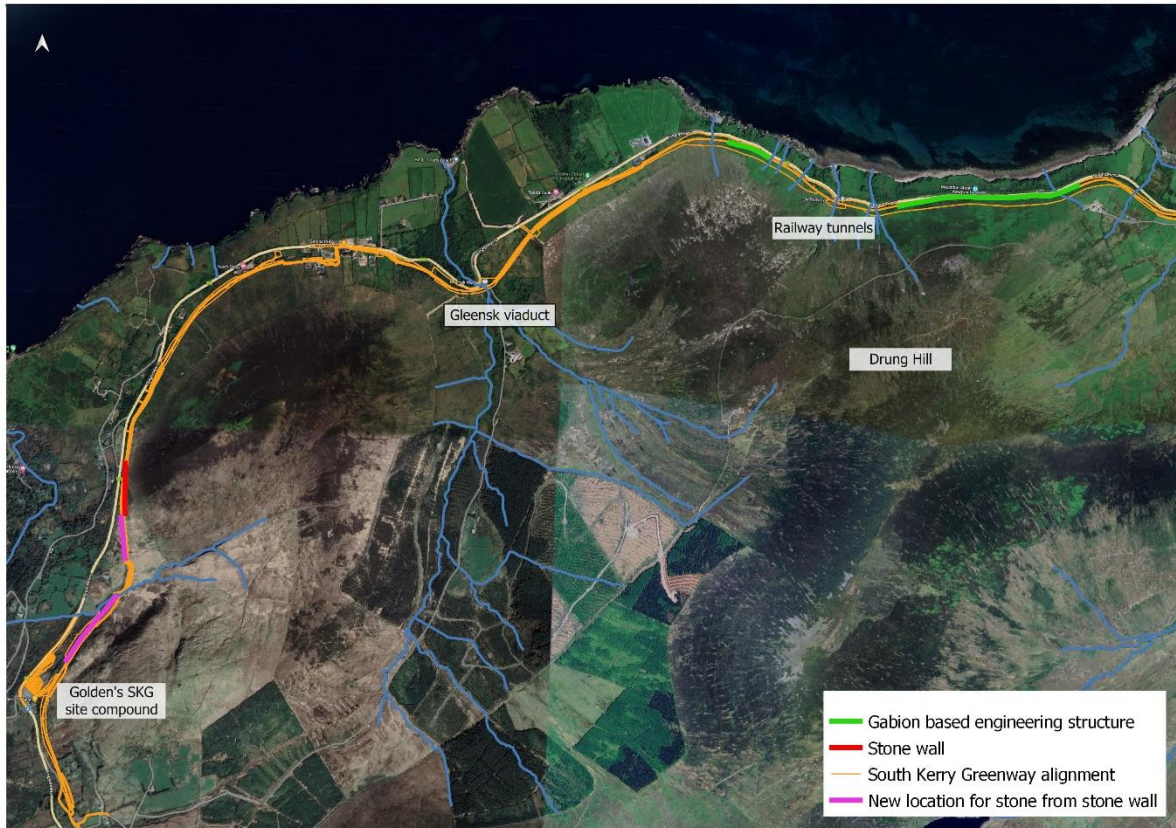 Railway tunnels
Gleensk viaduct
Drung Hill
Golden's SKG
site compound
Gabion based engineering structure
Stone wall
South Kerry Greenway alignment
New location for stone from stone wall